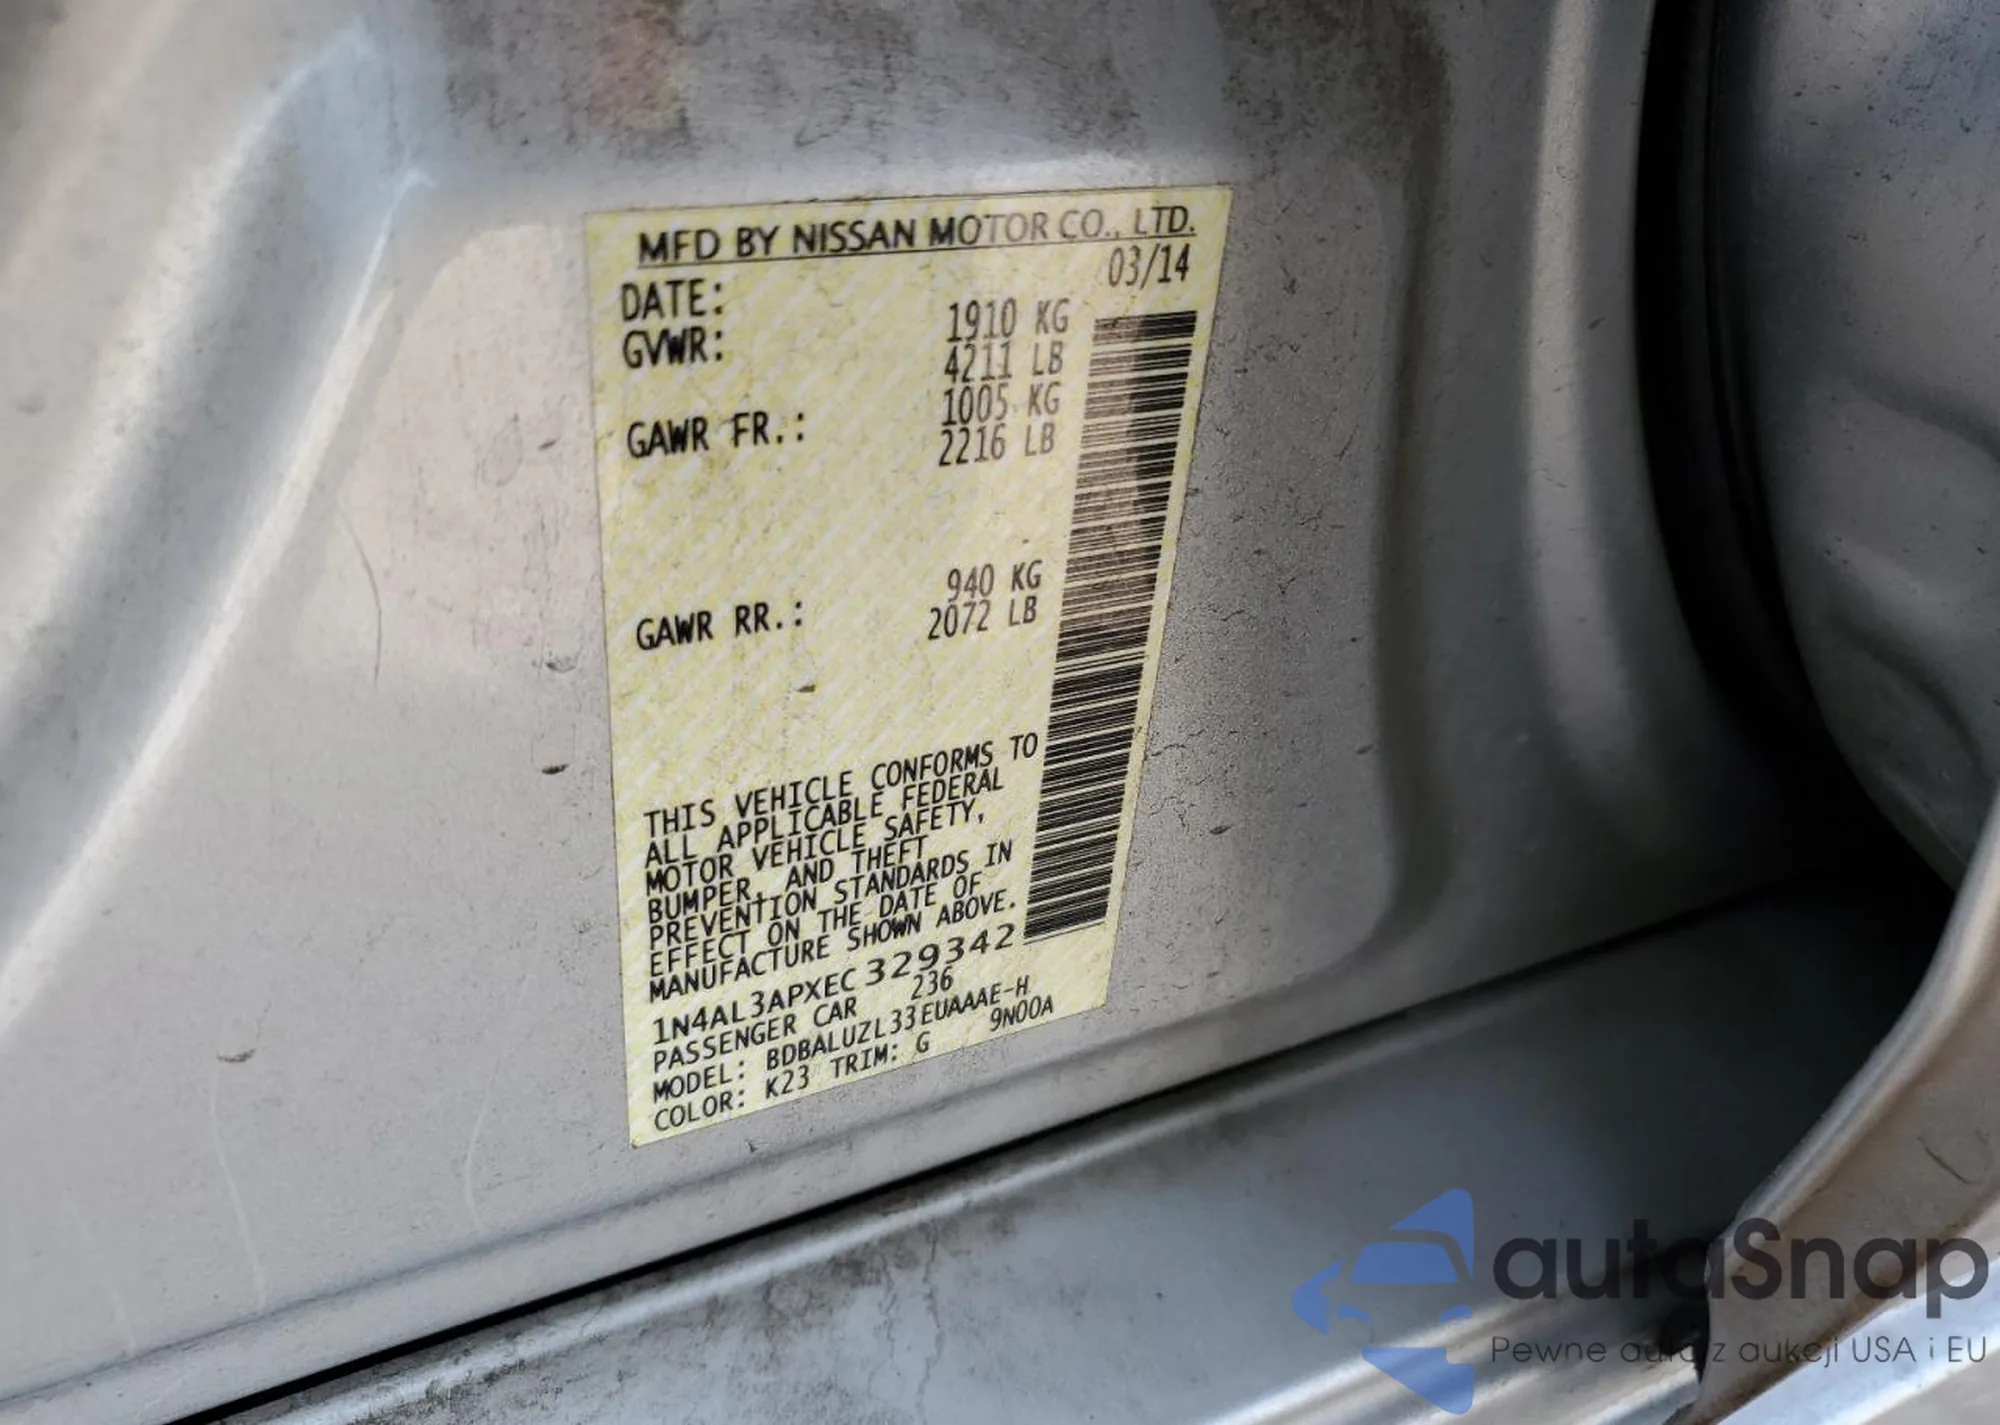 MFD BY NISSAN MOTOR CO., LTD.
DATE: 03/14
GVWR: 1910 KG
4211 LB
GAWR FR.: 1005 KG
2216 LB
GAWR RR.: 940 KG
2072 LB
THIS VEHICLE CONFORMS TO
ALL APPLICABLE FEDERAL
MOTOR VEHICLE SAFETY,
BUMPER, AND THEFT
PREVENTION STANDARDS IN
EFFECT ON THE DATE OF
MANUFACTURE SHOWN ABOVE.
1N4AL3APXEC329342
PASSENGER CAR 236
MODEL: BDBALUZL33EUAAAE-H
COLOR: K23 TRIM: G 9N00A
autaSnap
Pewne auta z aukcji USA i EU